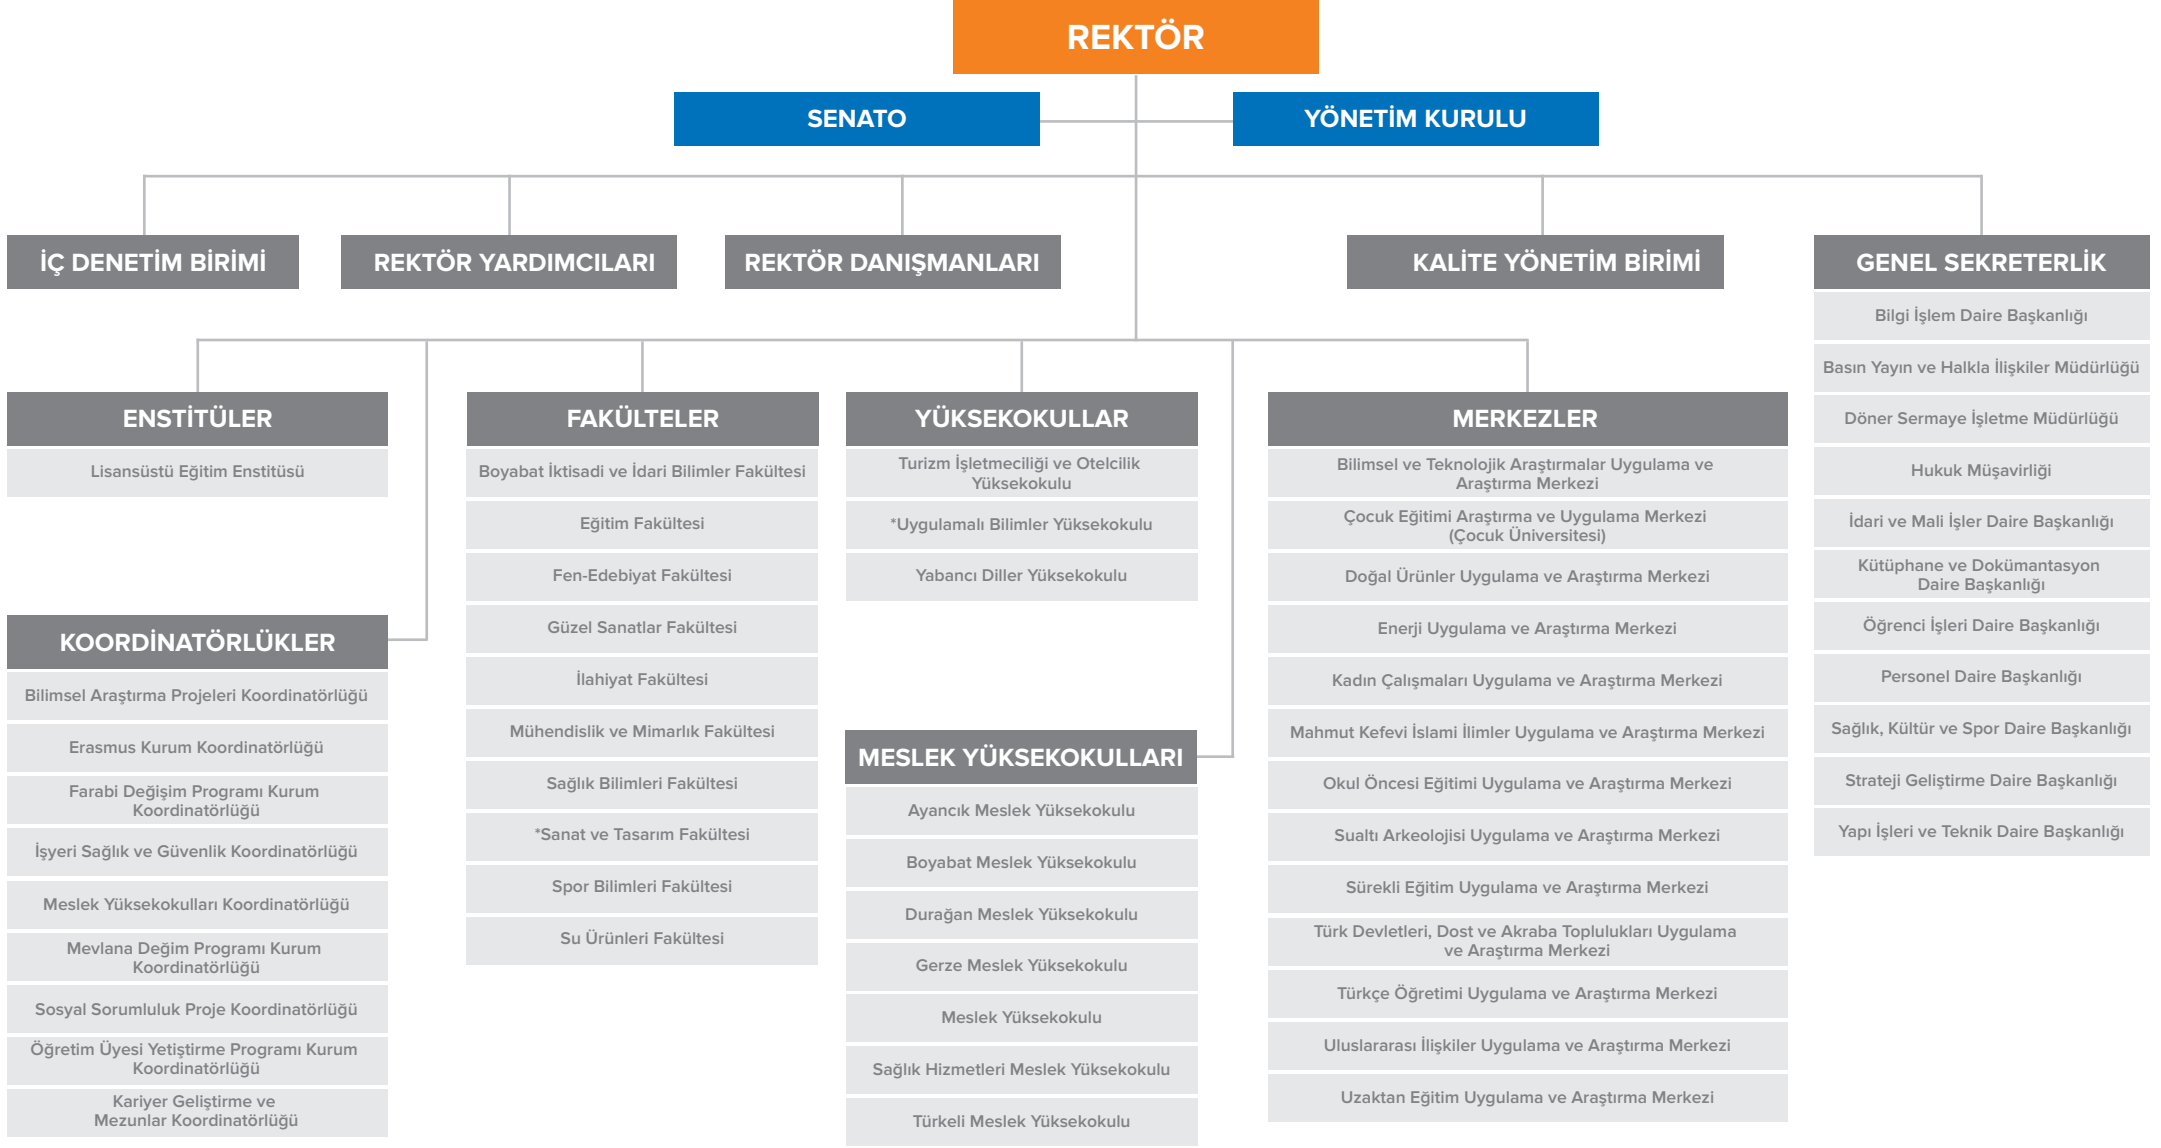 REKTÖR
SENATO
YÖNETİM KURULU
İÇ DENETİM BİRİMİ
REKTÖR YARDIMCILARI
REKTÖR DANIŞMANLARI
KALİTE YÖNETİM BİRİMİ
GENEL SEKRETERLİK
Bilgi İşlem Daire Başkanlığı
Basın Yayın ve Halkla İlişkiler Müdürlüğü
Döner Sermaye İşletme Müdürlüğü
Hukuk Müşavirliği
İdari ve Mali İşler Daire Başkanlığı
Kütüphane ve Dokümantasyon
Daire Başkanlığı
Öğrenci İşleri Daire Başkanlığı
Personel Daire Başkanlığı
Sağlık, Kültür ve Spor Daire Başkanlığı
Strateji Geliştirme Daire Başkanlığı
Yapı İşleri ve Teknik Daire Başkanlığı
ENSTİTÜLER
Lisansüstü Eğitim Enstitüsü
KOORDİNATÖRLÜKLER
Bilimsel Araştırma Projeleri Koordinatörlüğü
Erasmus Kurum Koordinatörlüğü
Farabi Değişim Programı Kurum
Koordinatörlüğü
İşyeri Sağlık ve Güvenlik Koordinatörlüğü
Meslek Yüksekokulları Koordinatörlüğü
Mevlana Değim Programı Kurum
Koordinatörlüğü
Sosyal Sorumluluk Proje Koordinatörlüğü
Öğretim Üyesi Yetiştirme Programı Kurum
Koordinatörlüğü
Kariyer Geliştirme ve
Mezunlar Koordinatörlüğü
FAKÜLTELER
Boyabat İktisadi ve İdari Bilimler Fakültesi
Eğitim Fakültesi
Fen-Edebiyat Fakültesi
Güzel Sanatlar Fakültesi
İlahiyat Fakültesi
Mühendislik ve Mimarlık Fakültesi
Sağlık Bilimleri Fakültesi
*Sanat ve Tasarım Fakültesi
Spor Bilimleri Fakültesi
Su Ürünleri Fakültesi
YÜKSEKOKULLAR
Turizm İşletmeciliği ve Otelcilik
Yüksekokulu
*Uygulamalı Bilimler Yüksekokulu
Yabancı Diller Yüksekokulu
MESLEK YÜKSEKOKULLARI
Ayancık Meslek Yüksekokulu
Boyabat Meslek Yüksekokulu
Durağan Meslek Yüksekokulu
Gerze Meslek Yüksekokulu
Meslek Yüksekokulu
Sağlık Hizmetleri Meslek Yüksekokulu
Türkeli Meslek Yüksekokulu
MERKEZLER
Bilimsel ve Teknolojik Araştırmalar Uygulama ve
Araştırma Merkezi
Çocuk Eğitimi Araştırma ve Uygulama Merkezi
(Çocuk Üniversitesi)
Doğal Ürünler Uygulama ve Araştırma Merkezi
Enerji Uygulama ve Araştırma Merkezi
Kadın Çalışmaları Uygulama ve Araştırma Merkezi
Mahmut Kefevi İslami İlimler Uygulama ve Araştırma Merkezi
Okul Öncesi Eğitimi Uygulama ve Araştırma Merkezi
Sualtı Arkeolojisi Uygulama ve Araştırma Merkezi
Sürekli Eğitim Uygulama ve Araştırma Merkezi
Türk Devletleri, Dost ve Akraba Toplulukları Uygulama
ve Araştırma Merkezi
Türkçe Öğretimi Uygulama ve Araştırma Merkezi
Uluslararası İlişkiler Uygulama ve Araştırma Merkezi
Uzaktan Eğitim Uygulama ve Araştırma Merkezi